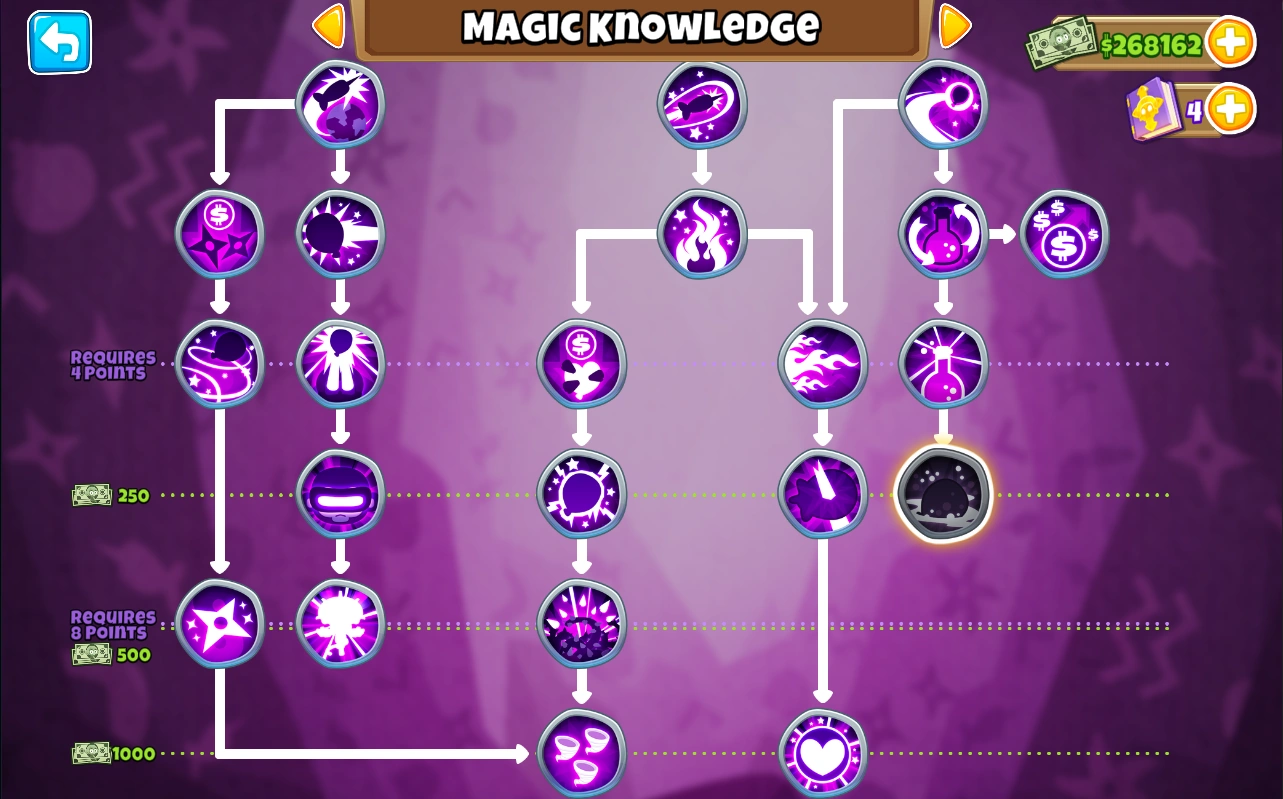 MAGIC KNOWLEDGE
$268162
4
$
$
$
$
$
REQUIRES
4 POINTS
$
250
REQUIRES
8 POINTS
500
1000